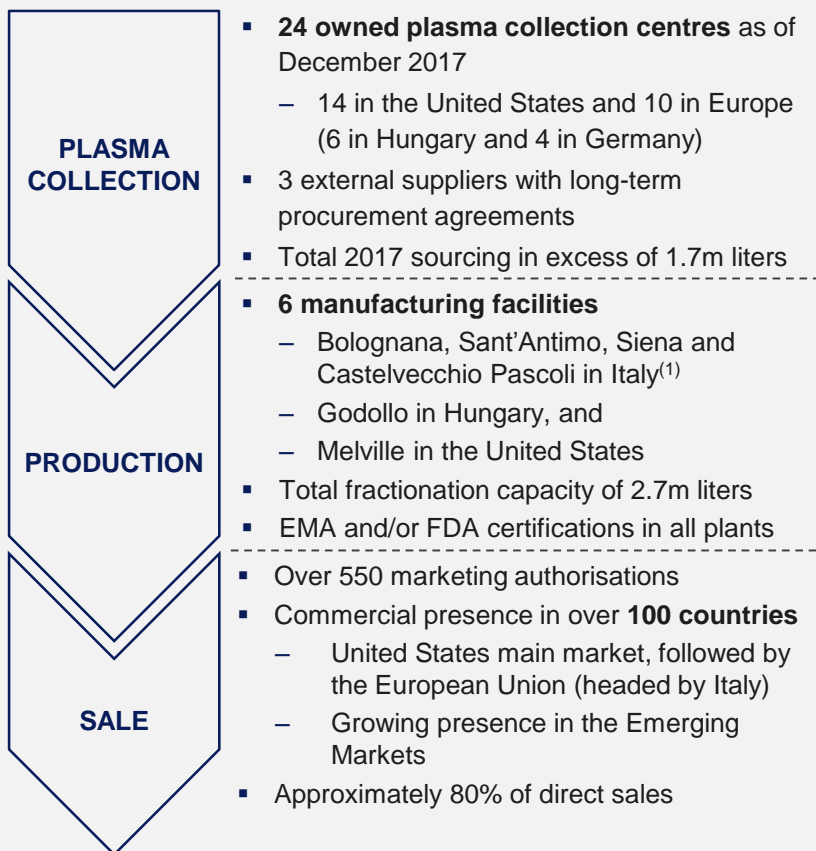 PLASMA
COLLECTION
▪ 24 owned plasma collection centres as of
December 2017
– 14 in the United States and 10 in Europe
(6 in Hungary and 4 in Germany)
▪ 3 external suppliers with long-term
procurement agreements
▪ Total 2017 sourcing in excess of 1.7m liters
PRODUCTION
▪ 6 manufacturing facilities
– Bolognana, Sant’Antimo, Siena and
Castelvecchio Pascoli in Italy(1)
– Godollo in Hungary, and
– Melville in the United States
▪ Total fractionation capacity of 2.7m liters
▪ EMA and/or FDA certifications in all plants
SALE
▪ Over 550 marketing authorisations
▪ Commercial presence in over 100 countries
– United States main market, followed by
the European Union (headed by Italy)
– Growing presence in the Emerging
Markets
▪ Approximately 80% of direct sales